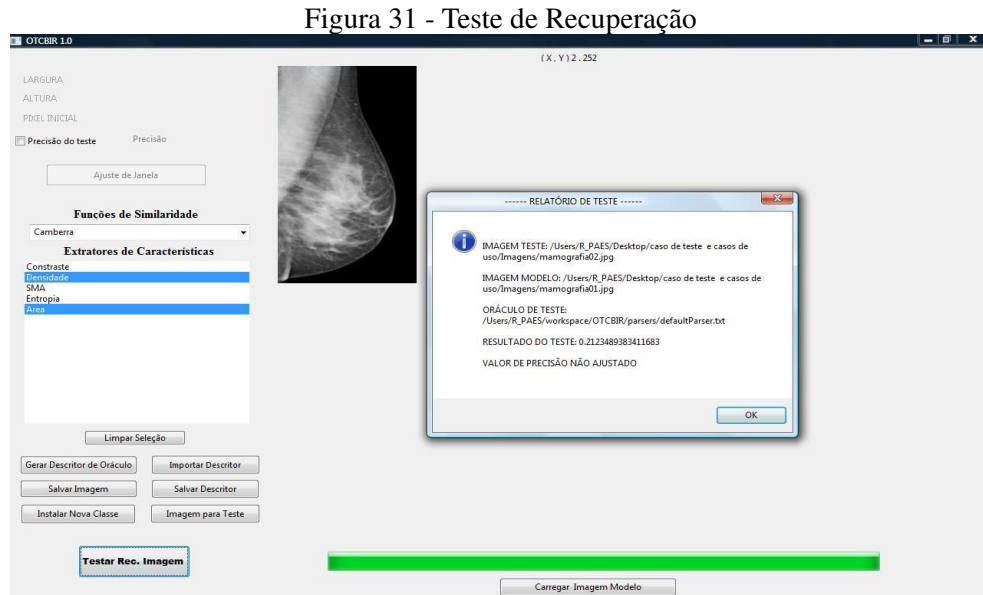 Figura 31 - Teste de Recuperação
OTCBIR 1.0
( X , Y ) 2 . 252
LARGURA
ALTURA
PIXEL INICIAL
Precisão do teste
Precisão
Ajuste de Janela
Funções de Similaridade
Camberra
Extratores de Características
Constraste
Densidade
SMA
Entropia
Area
Limpar Seleção
Gerar Descritor de Oráculo
Importar Descritor
Salvar Imagem
Salvar Descritor
Instalar Nova Classe
Imagem para Teste
Testar Rec. Imagem
------ RELATÓRIO DE TESTE ------
IMAGEM TESTE: /Users/R_PAES/Desktop/caso de teste e casos de
uso/Imagens/mamografia02.jpg
IMAGEM MODELO: /Users/R_PAES/Desktop/caso de teste e casos de
uso/Imagens/mamografia01.jpg
ORÁCULO DE TESTE:
/Users/R_PAES/workspace/OTCBIR/parsers/defaultParser.txt
RESULTADO DO TESTE: 0.2123489383411683
VALOR DE PRECISÃO NÃO AJUSTADO
OK
Carregar Imagem Modelo